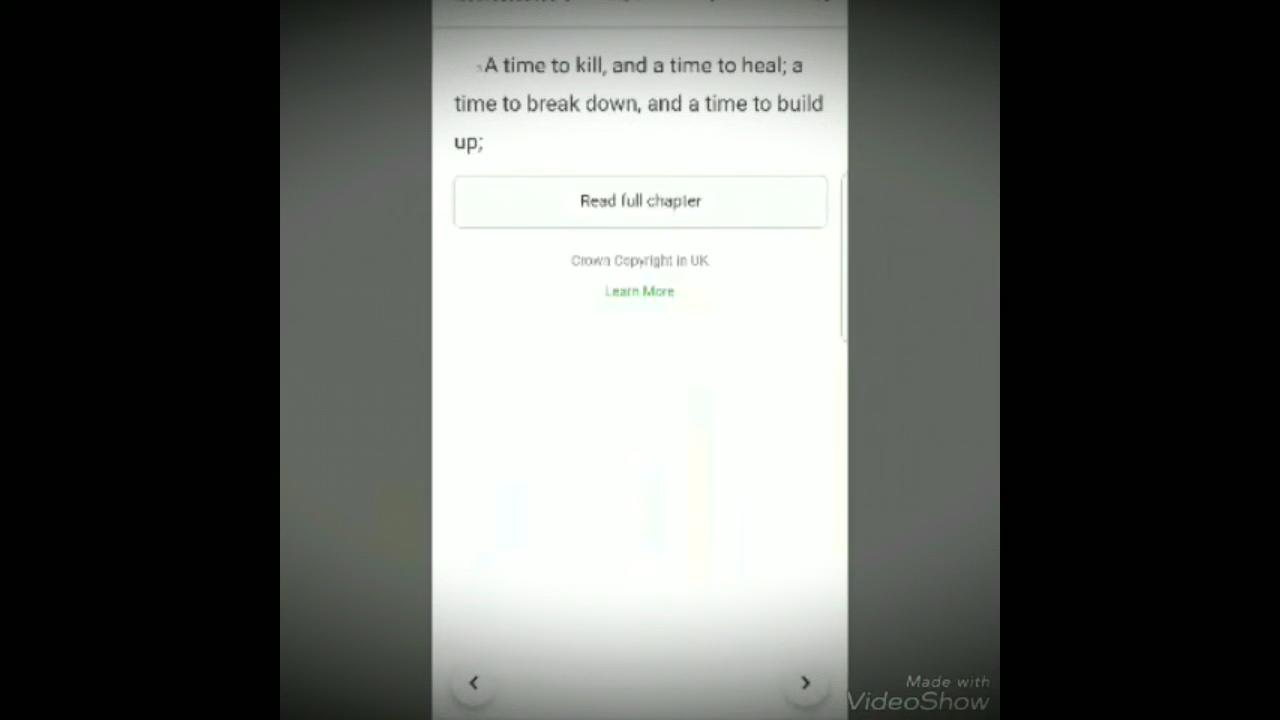 A time to kill, and a time to heal; a
time to break down, and a time to build
up;
Read full chapter
Crown Copyright in UK
Learn More
Made with
VideoShow